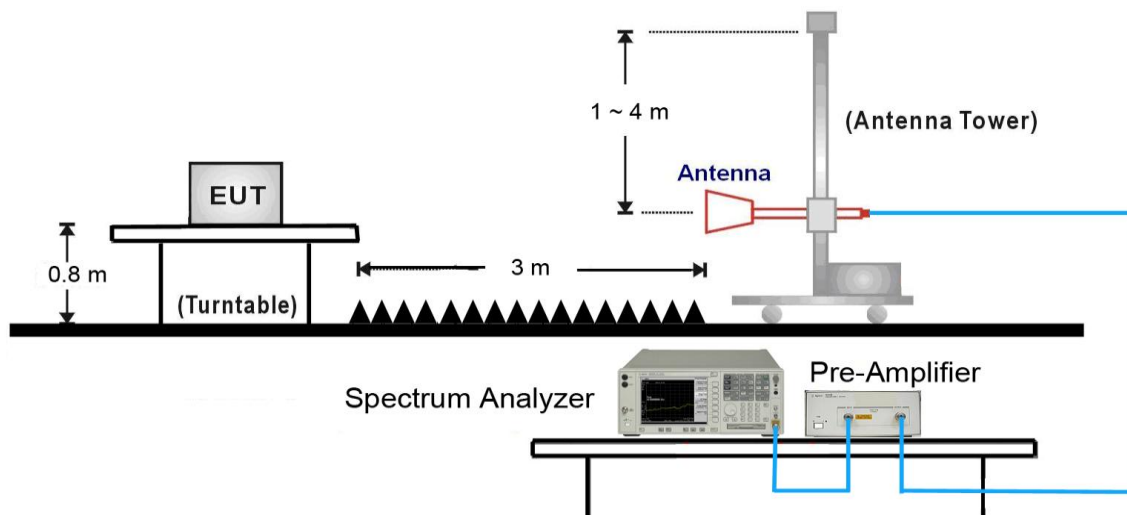 1 ~ 4 m
(Antenna Tower)
Antenna
EUT
0.8 m
3 m
(Turntable)
Spectrum Analyzer
Pre-Amplifier